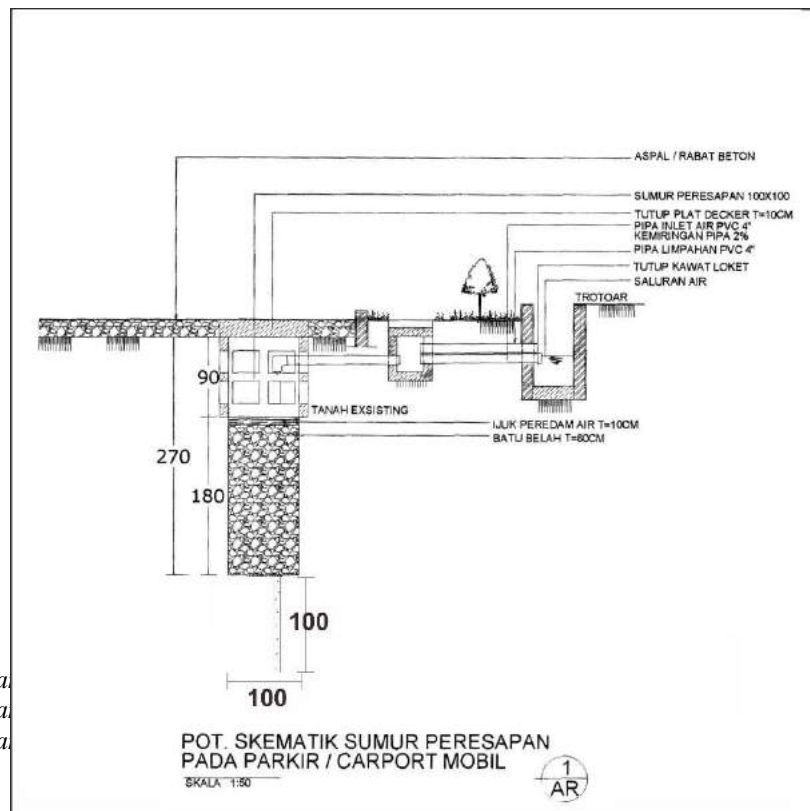 ASPAL / RABAT BETON
SUMUR PERESAPAN 100X100
TUTUP PLAT DECKER T=10CM
PIPA INLET AIR PVC 4"
KEMIRINGAN PIPA 2%
PIPA LIMPAHAN PVC 4"
TUTUP KAWAT LOKET
SALURAN AIR
TROTOAR
90
TANAH EXSISTING
IJUK PEREDAM AIR T=10CM
BATU BELAH T=60CM
270
180
100
100
POT. SKEMATIK SUMUR PERESAPAN
PADA PARKIR / CARPORT MOBIL
SKALA 1:50
1
AR